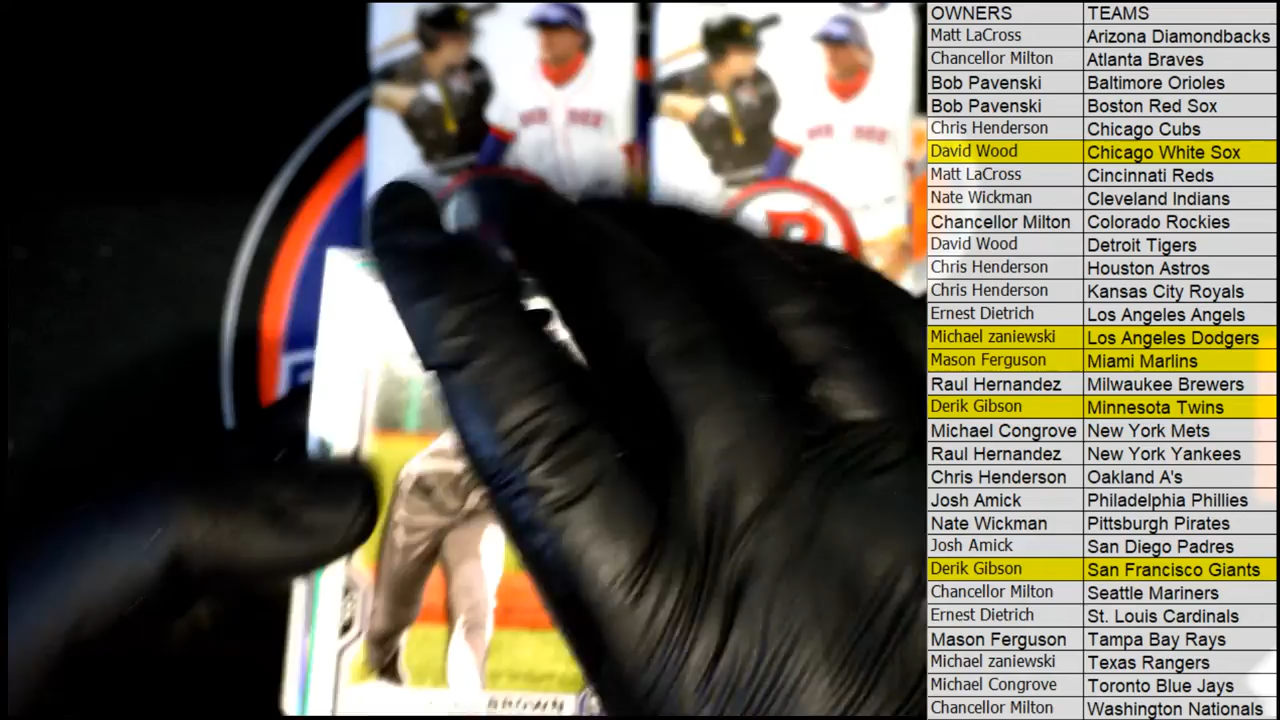 OWNERS TEAMS
Matt LaCross Arizona Diamondbacks
Chancellor Milton Atlanta Braves
Bob Pavenski Baltimore Orioles
Bob Pavenski Boston Red Sox
Chris Henderson Chicago Cubs
David Wood Chicago White Sox
Matt LaCross Cincinnati Reds
Nate Wickman Cleveland Indians
Chancellor Milton Colorado Rockies
David Wood Detroit Tigers
Chris Henderson Houston Astros
Chris Henderson Kansas City Royals
Ernest Dietrich Los Angeles Angels
Michael zaniewski Los Angeles Dodgers
Mason Ferguson Miami Marlins
Raul Hernandez Milwaukee Brewers
Derik Gibson Minnesota Twins
Michael Congrove New York Mets
Raul Hernandez New York Yankees
Chris Henderson Oakland A's
Josh Amick Philadelphia Phillies
Nate Wickman Pittsburgh Pirates
Josh Amick San Diego Padres
Derik Gibson San Francisco Giants
Chancellor Milton Seattle Mariners
Ernest Dietrich St. Louis Cardinals
Mason Ferguson Tampa Bay Rays
Michael zaniewski Texas Rangers
Michael Congrove Toronto Blue Jays
Chancellor Milton Washington Nationals
BROWN